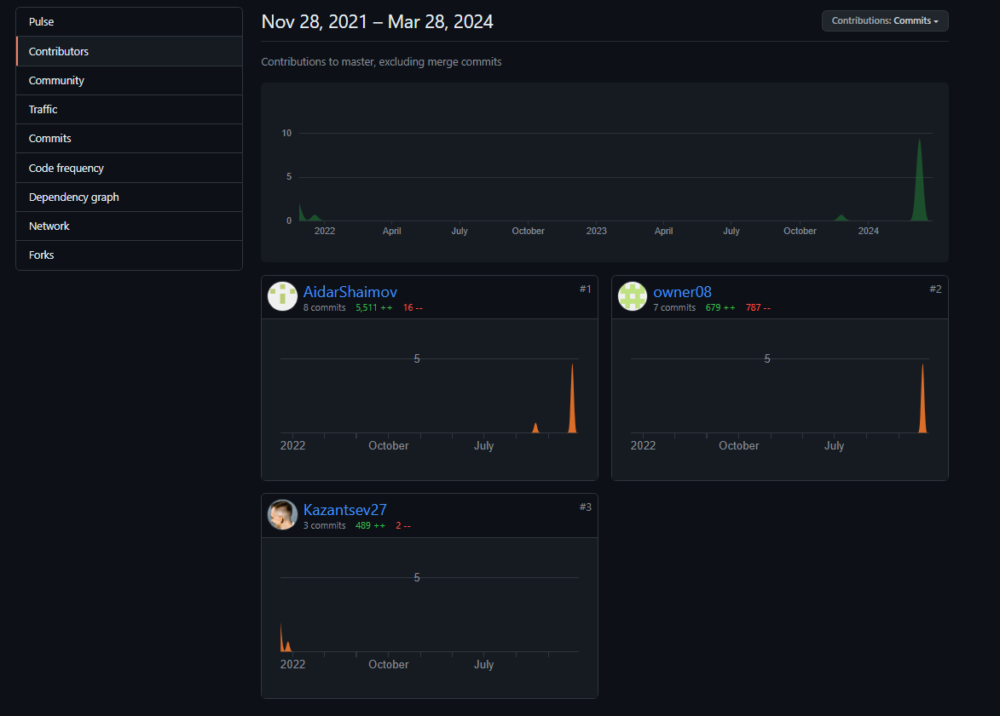 Pulse
Contributors
Community
Traffic
Commits
Code frequency
Dependency graph
Network
Forks
Nov 28, 2021 – Mar 28, 2024
Contributions: Commits
Contributions to master, excluding merge commits
10
5
0
2022 April July October 2023 April July October 2024
AidarShaimov #1
8 commits 5,511 ++ 16 --
5
2022 October July
owner08 #2
7 commits 679 ++ 787 --
5
2022 October July
Kazantsev27 #3
3 commits 489 ++ 2 --
5
2022 October July